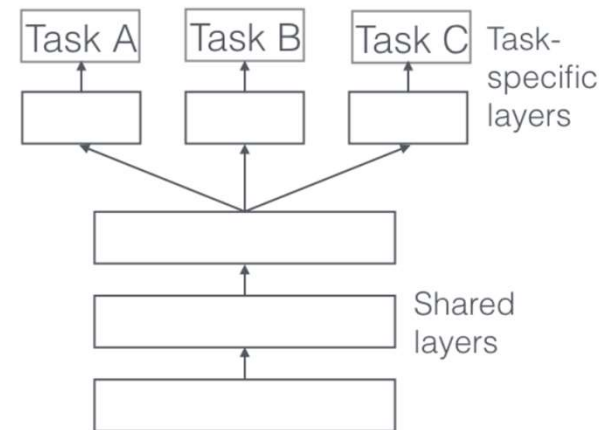 Task A
Task B
Task C
Task-
specific
layers
Shared
layers